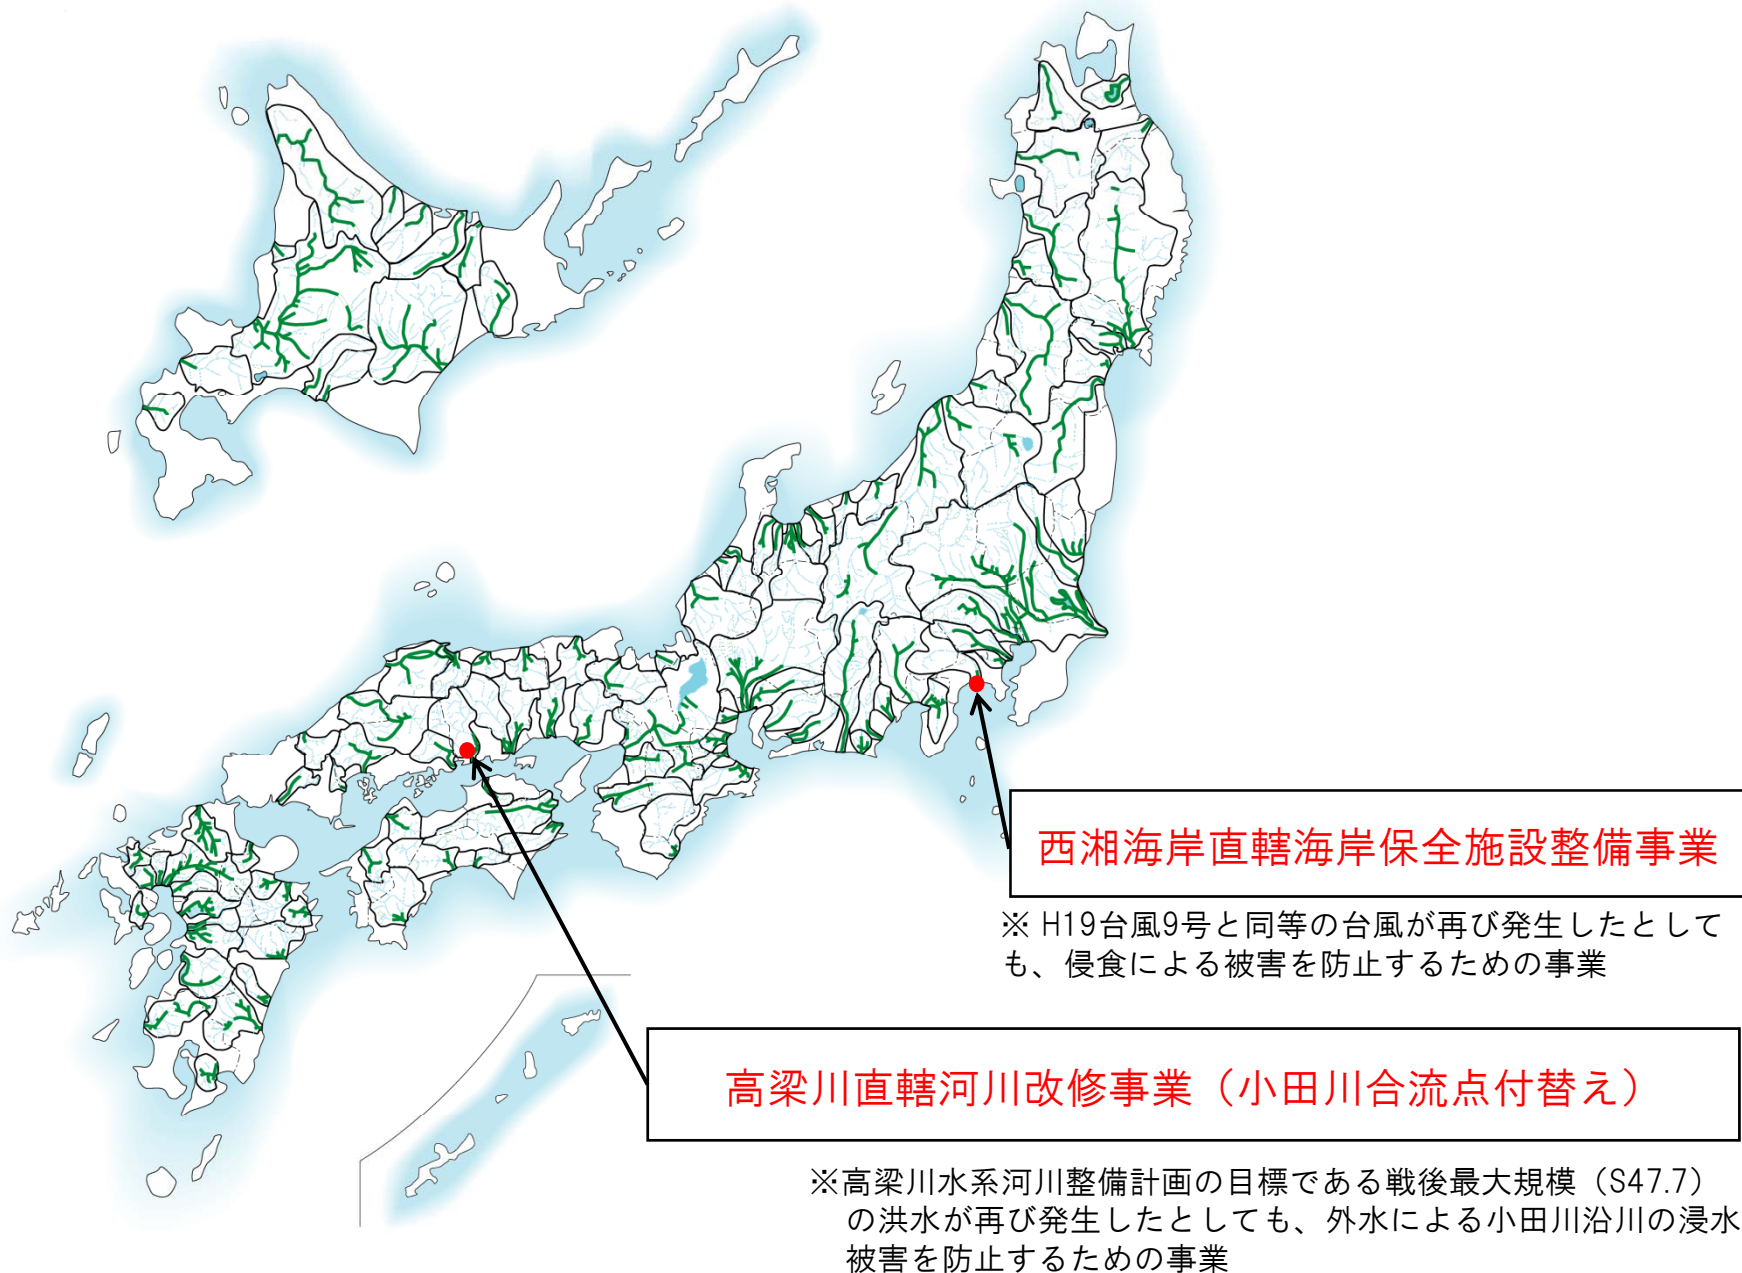 西湘海岸直轄海岸保全施設整備事業
※ H19台風9号と同等の台風が再び発生したとして
も、侵食による被害を防止するための事業
高梁川直轄河川改修事業（小田川合流点付替え）
※高梁川水系河川整備計画の目標である戦後最大規模（S47.7）
の洪水が再び発生したとしても、外水による小田川沿川の浸水
被害を防止するための事業